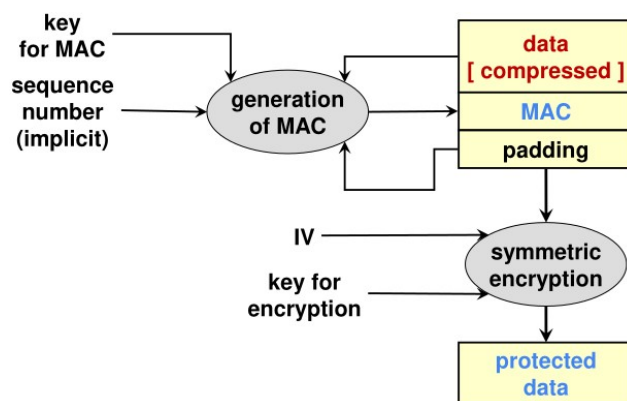 key
for MAC
data
[ compressed ]
sequence
number
(implicit)
generation
of MAC
MAC
padding
IV
symmetric
encryption
key for
encryption
protected
data